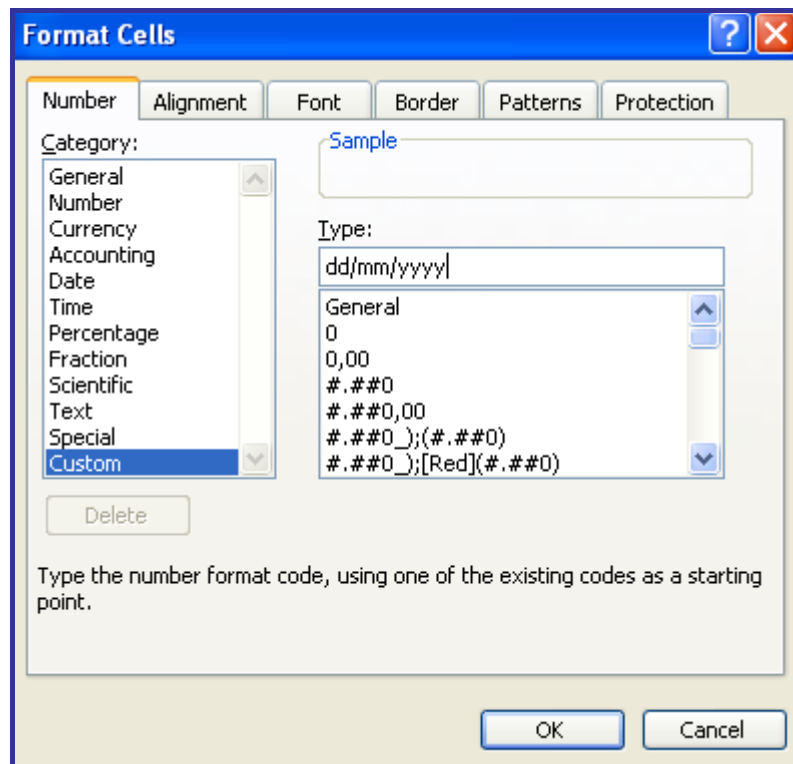 Format Cells
Number Alignment Font Border Patterns Protection
Category:
General
Number
Currency
Accounting
Date
Time
Percentage
Fraction
Scientific
Text
Special
Custom
Delete
Sample
Type:
dd/mm/yyyy
General
0
0,00
#.##0
#.##0,00
#.##0_);(#.##0)
#.##0_);[Red](#.##0)
Type the number format code, using one of the existing codes as a starting
point.
OK Cancel